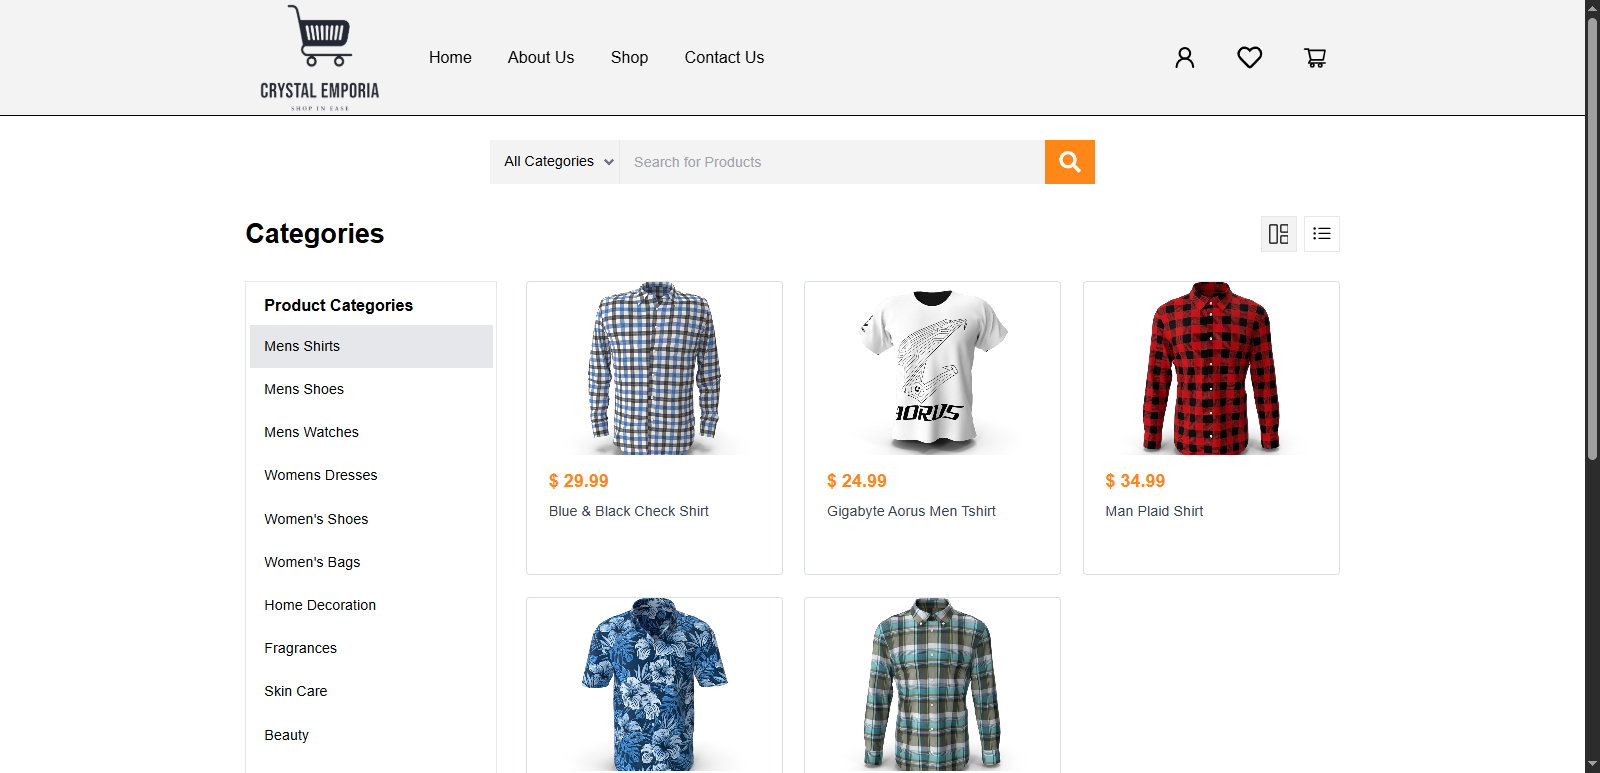 CRYSTAL EMPORIA
SHOP IN EASE
Home
About Us
Shop
Contact Us
All Categories
Search for Products
Categories
Product Categories
Mens Shirts
Mens Shoes
Mens Watches
Womens Dresses
Women's Shoes
Women's Bags
Home Decoration
Fragrances
Skin Care
Beauty
AORUS
$ 29.99
Blue & Black Check Shirt
$ 24.99
Gigabyte Aorus Men Tshirt
$ 34.99
Man Plaid Shirt